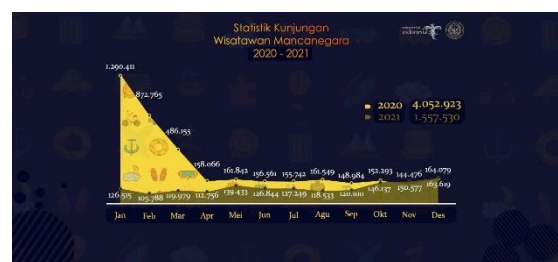 Statistik Kunjungan
Wisatawan Mancanegara
2020 - 2021
indonesia
1.290.411
872.765
486.155
158.066
161.842 156.561 155.742 161.549 148.984 152.293 144.476 164.079
2020 4.052.923
2021 1.557.530
126.515 105.788 119.979 112.756 139.433 126.844 127.249 118.533 120.100 146.137 150.577 163.619
Jan Feb Mar Apr Mei Jun Jul Agu Sep Okt Nov Des